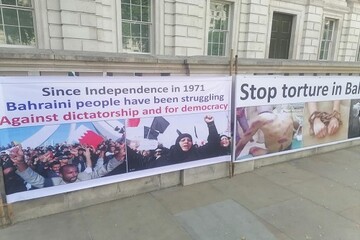 Since Independence in 1971
Bahraini people have been struggling
Against dictatorship and for democracy
Stop torture in Bah